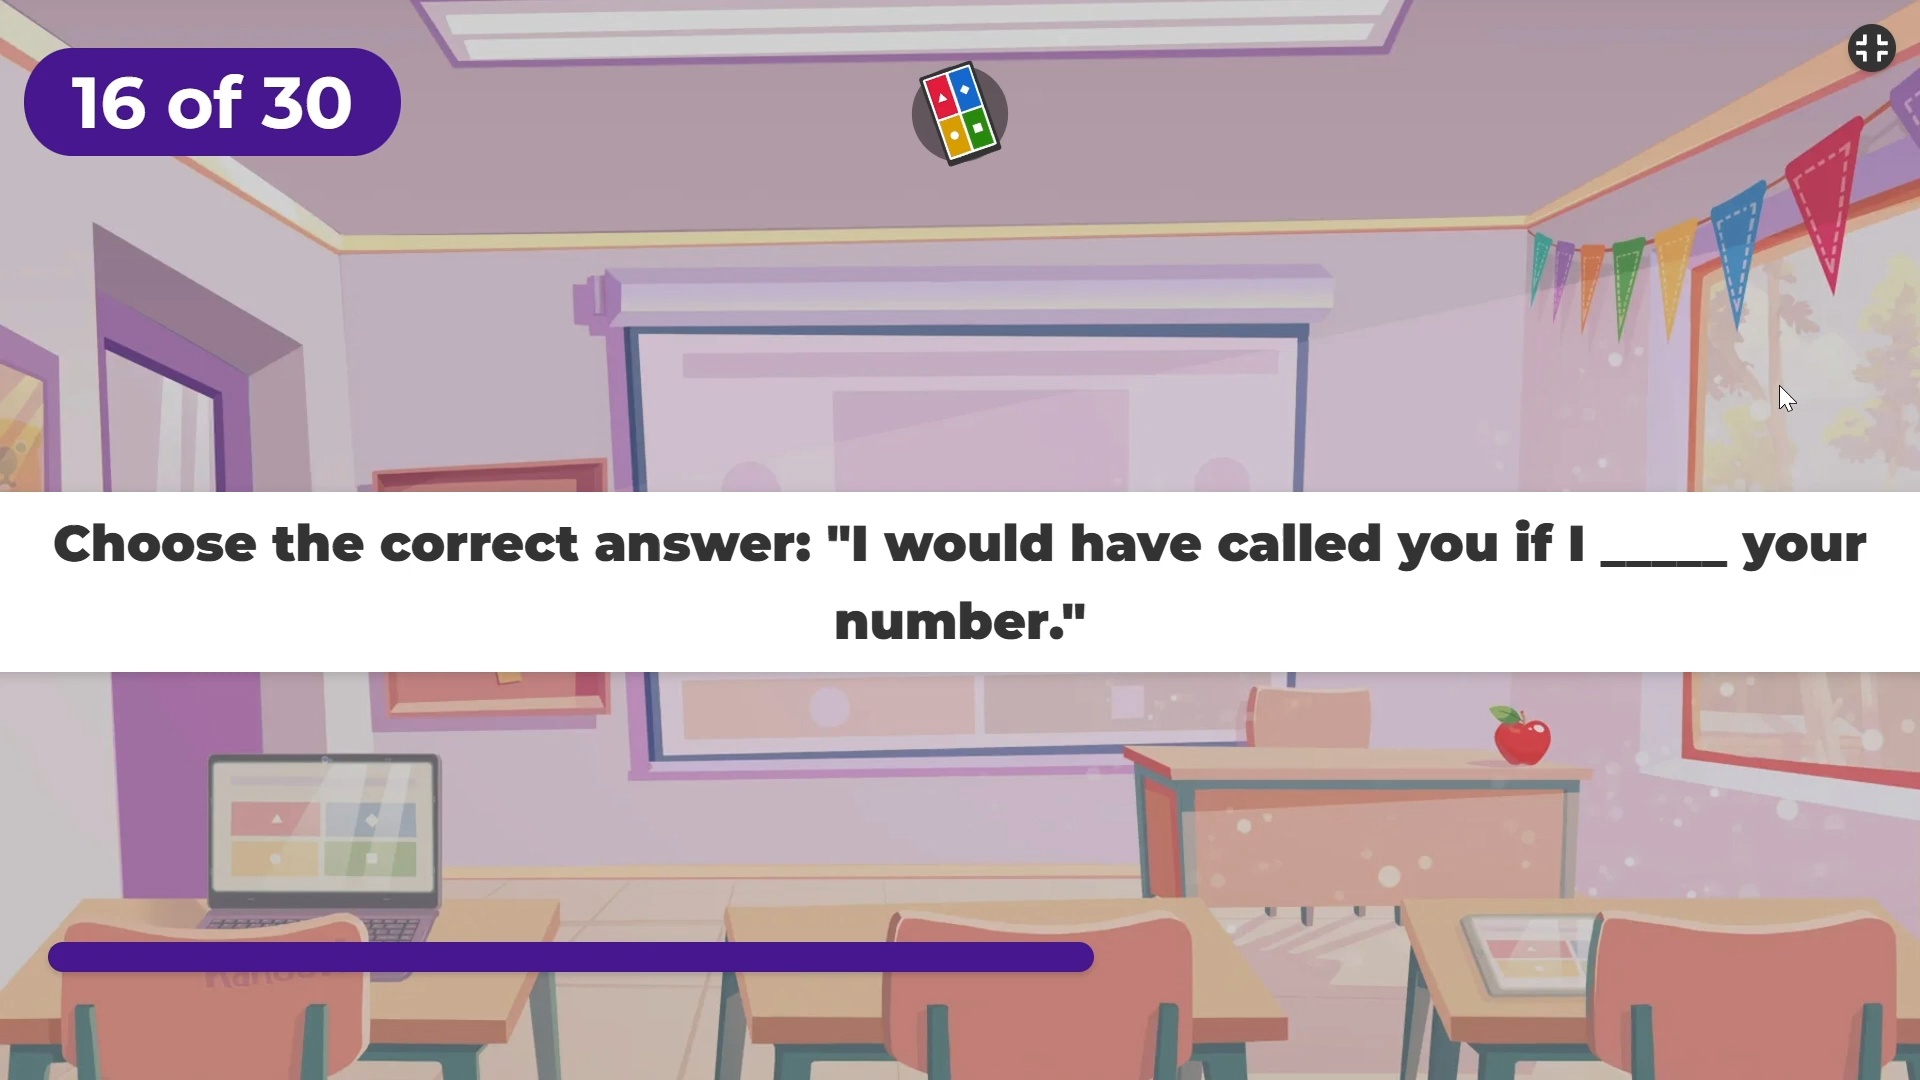 16 of 30
Choose the correct answer: "I would have called you if I _____ your
number."